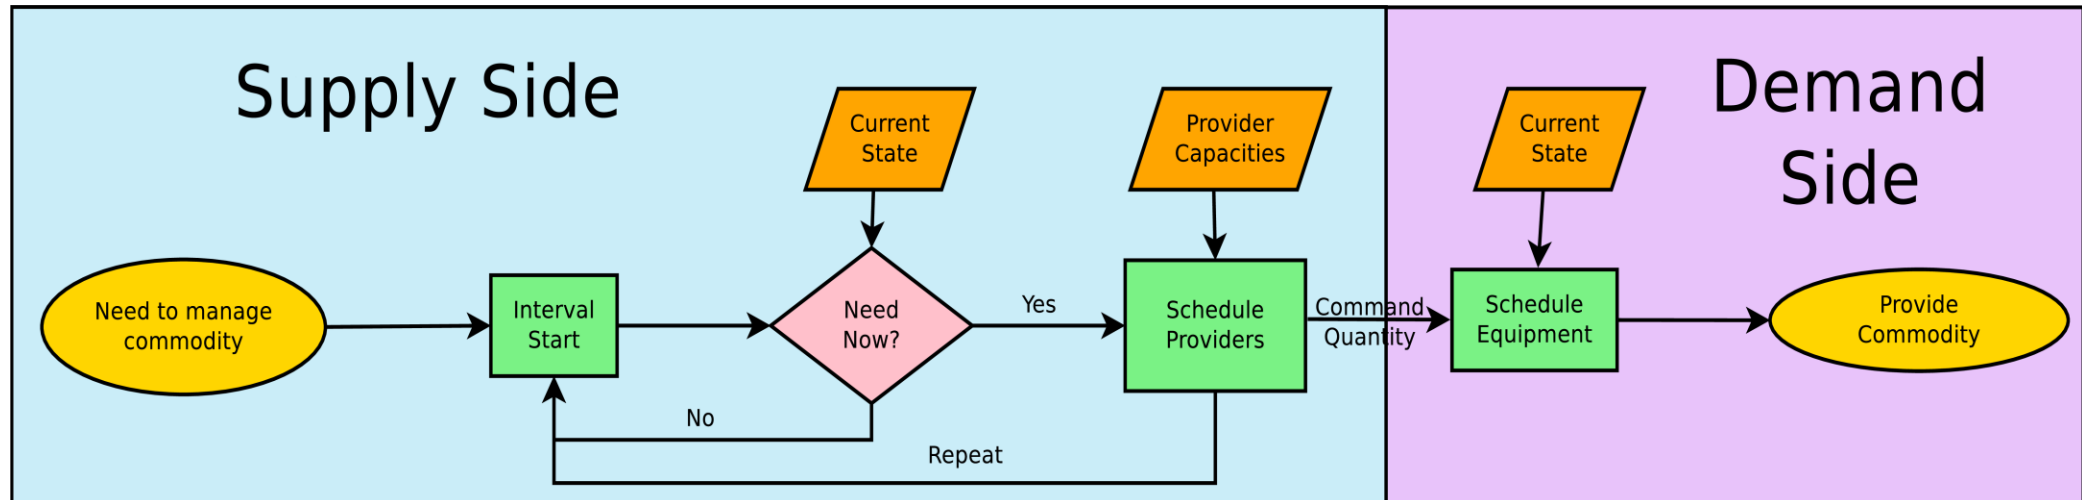 Supply Side
Demand
Side
Current
State
Provider
Capacities
Current
State
Need to manage
commodity
Interval
Start
Need
Now?
Yes
Schedule
Providers
Command
Quantity
Schedule
Equipment
Provide
Commodity
No
Repeat